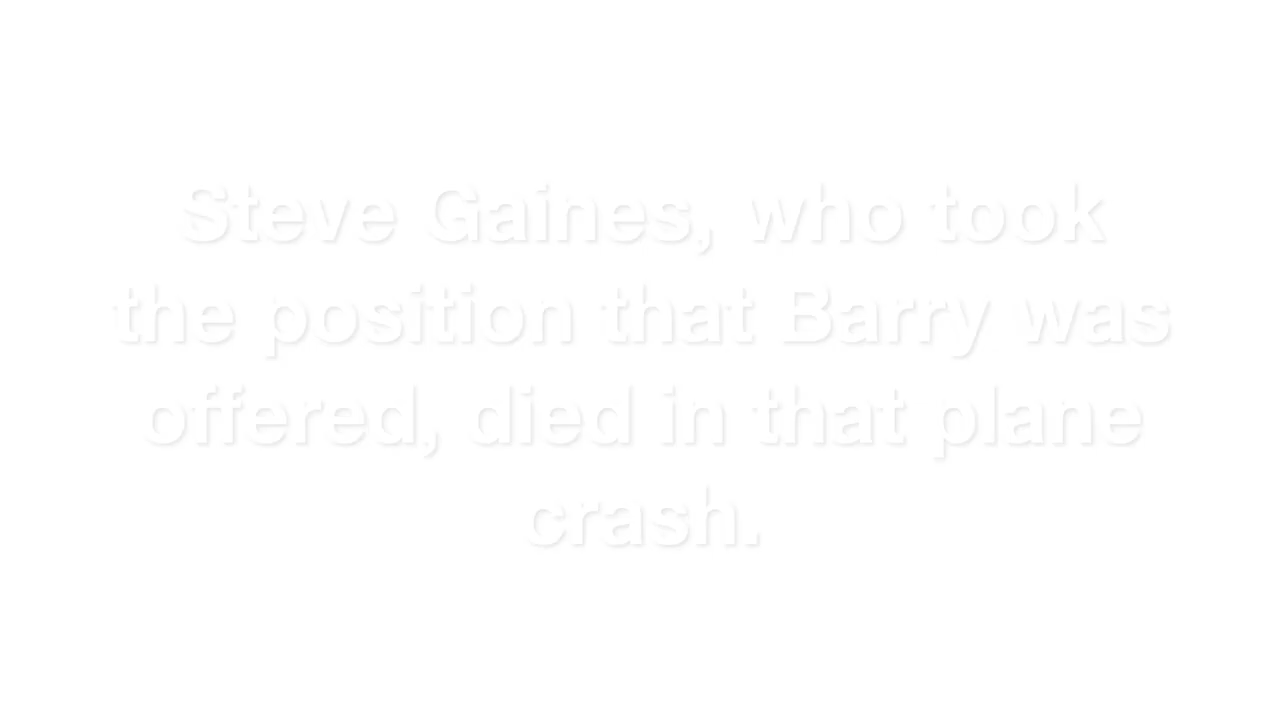 Steve Gaines, who took
the position that Barry was
offered, died in that plane
crash.